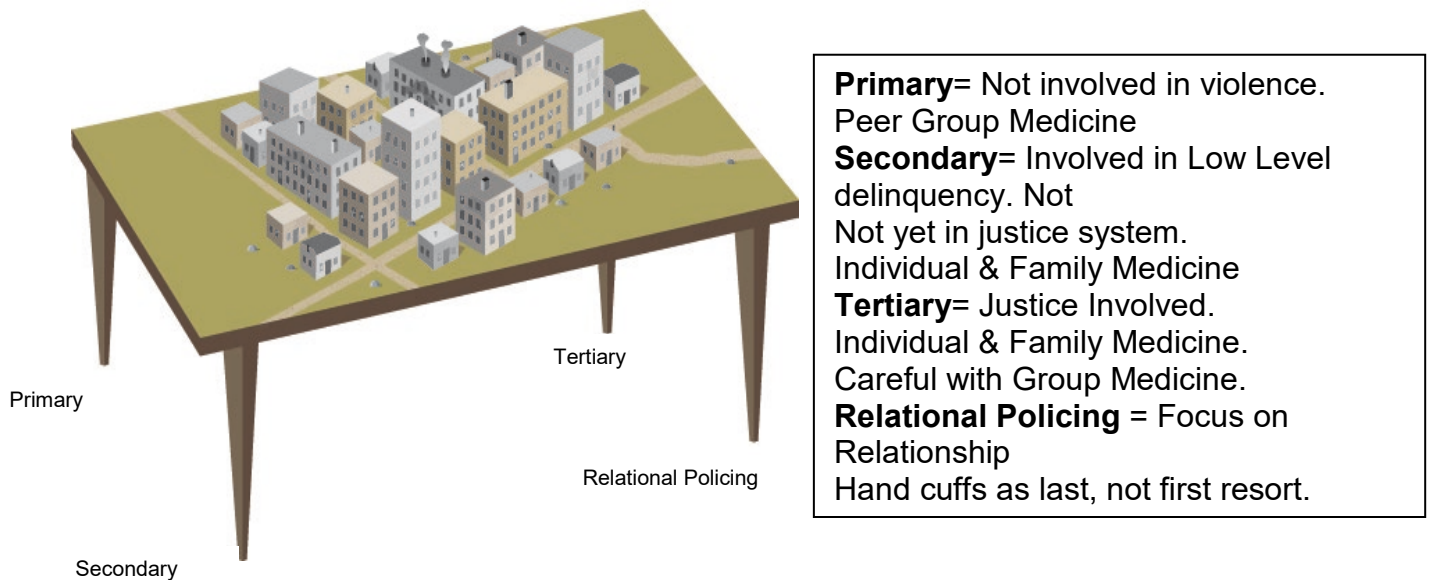 Primary
Secondary
Tertiary
Relational Policing
Primary= Not involved in violence.
Peer Group Medicine
Secondary= Involved in Low Level
delinquency. Not
Not yet in justice system.
Individual & Family Medicine
Tertiary= Justice Involved.
Individual & Family Medicine.
Careful with Group Medicine.
Relational Policing = Focus on
Relationship
Hand cuffs as last, not first resort.